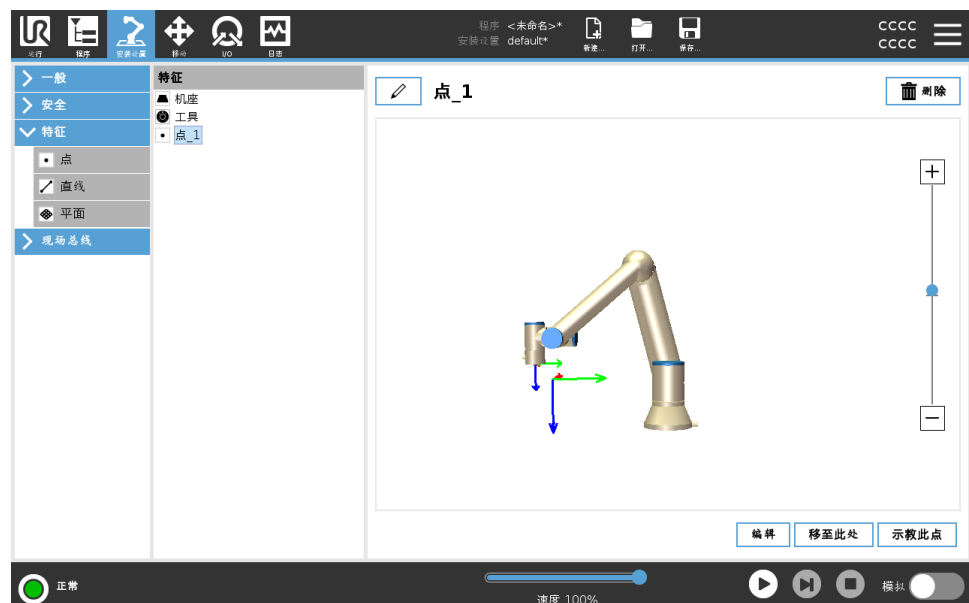 程序 <未命名>*
安装设置 default*
新建... 打开... 保存...
CCCC
CCCC
运行 程序 安装设置 移动 I/O 日志
一般
安全
特征
点
直线
平面
现场总线
特征
机座
工具
点_1
点_1
删除
编辑 移至此处 示教此点
正常
速度 100%
模拟